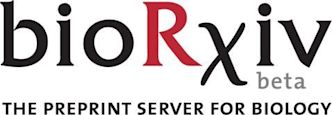 bioRχiv
beta
THE PREPRINT SERVER FOR BIOLOGY